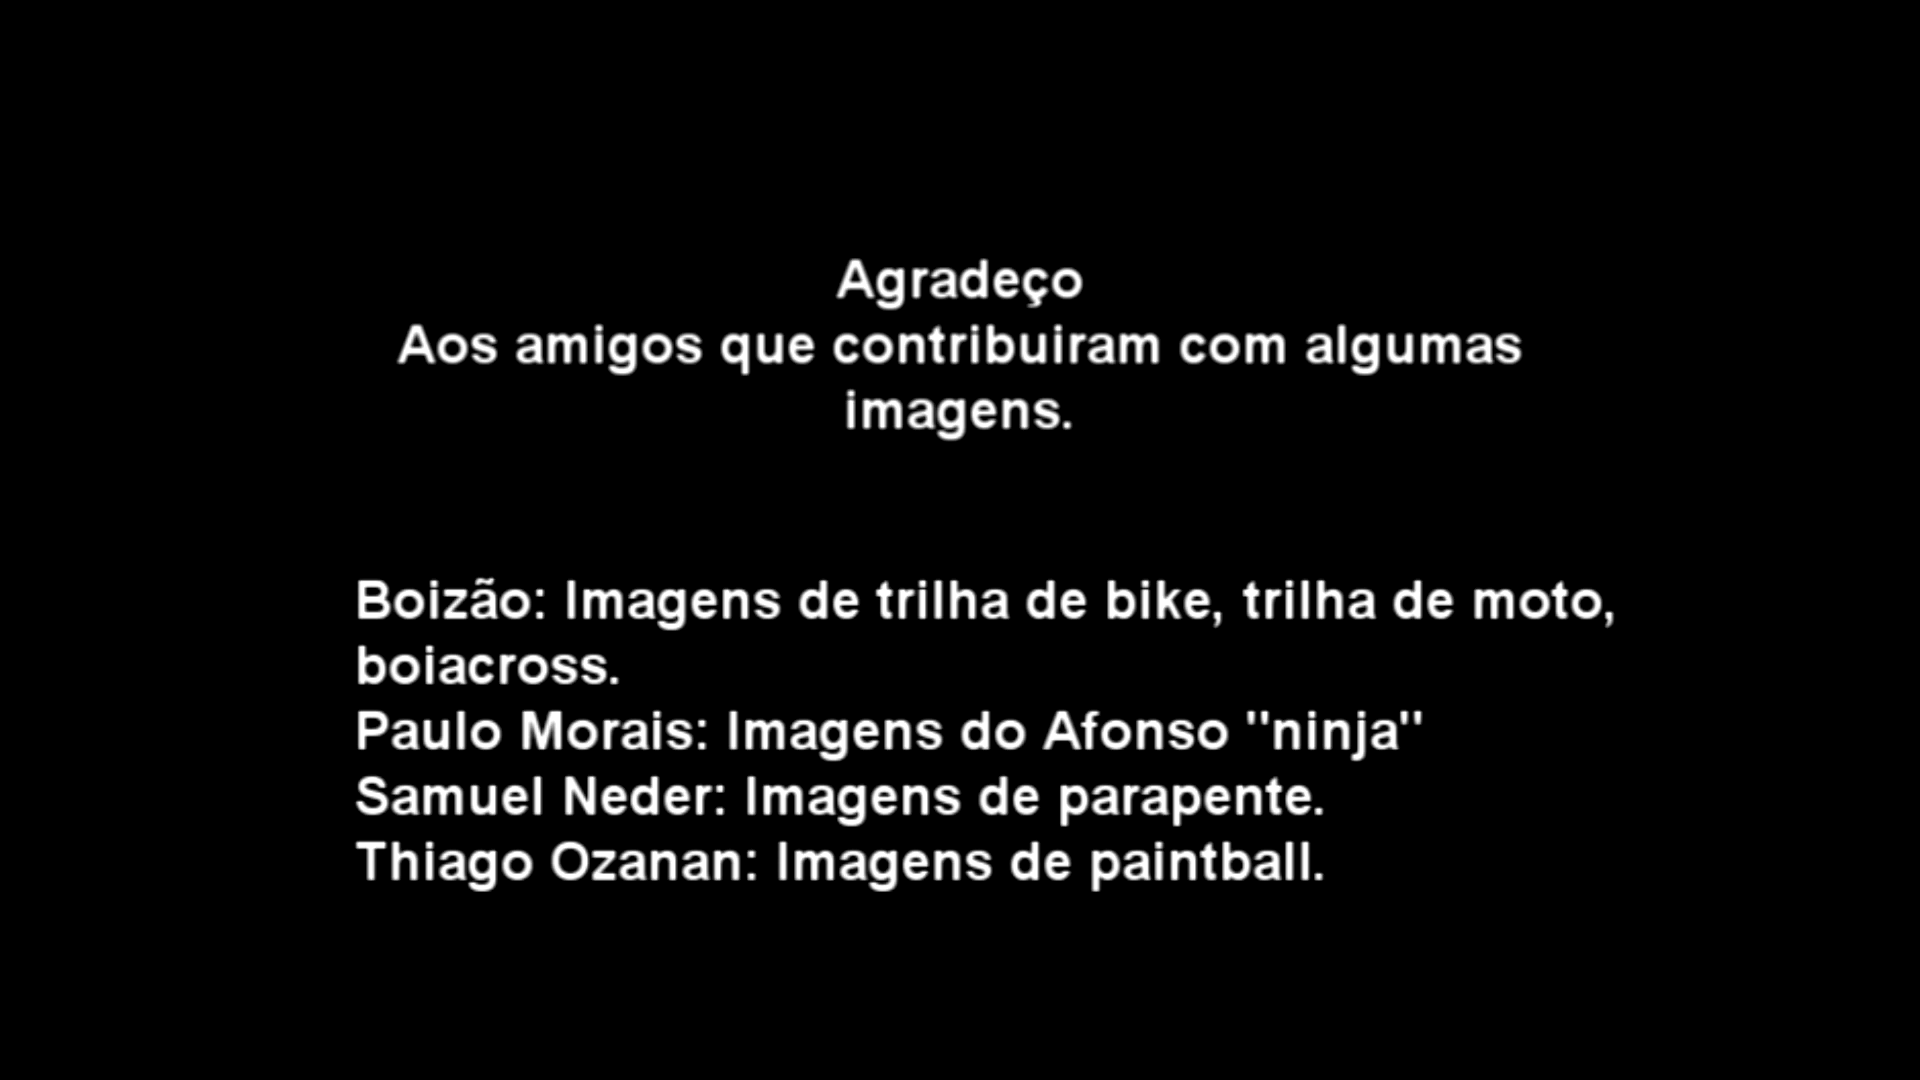 Agradeço
Aos amigos que contribuiram com algumas
imagens.
Boizão: Imagens de trilha de bike, trilha de moto,
boiacross.
Paulo Morais: Imagens do Afonso "ninja"
Samuel Neder: Imagens de parapente.
Thiago Ozanan: Imagens de paintball.